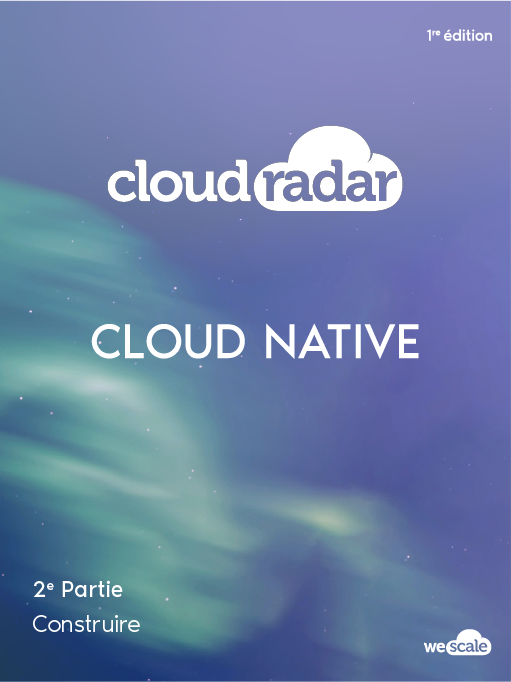 1re édition
cloudradar
CLOUD NATIVE
2e Partie
Construire
wescale